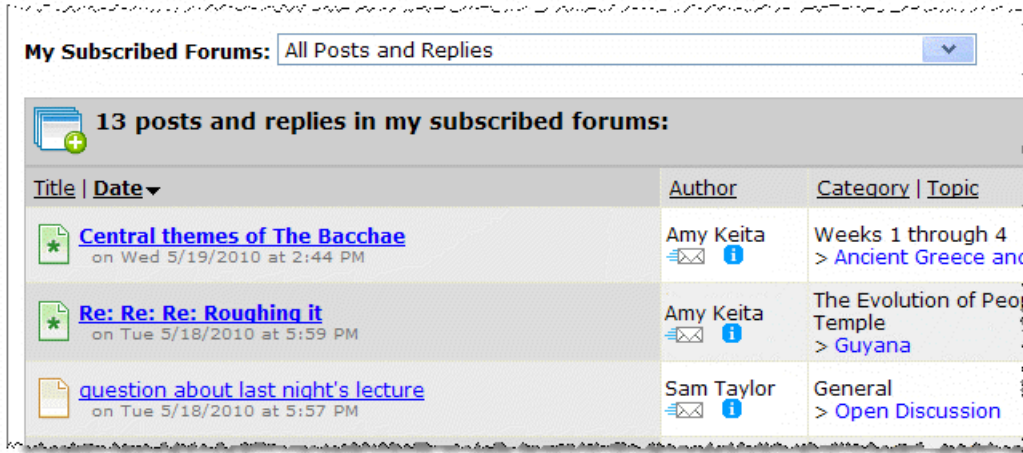 My Subscribed Forums: All Posts and Replies
13 posts and replies in my subscribed forums:
Title | Date Author Category | Topic
Central themes of The Bacchae
on Wed 5/19/2010 at 2:44 PM
Amy Keita
Weeks 1 through 4
> Ancient Greece and
Re: Re: Re: Roughing it
on Tue 5/18/2010 at 5:59 PM
Amy Keita
The Evolution of
Temple
> Guyana
question about last night's lecture
on Tue 5/18/2010 at 5:57 PM
Sam Taylor
General
> Open Discussion